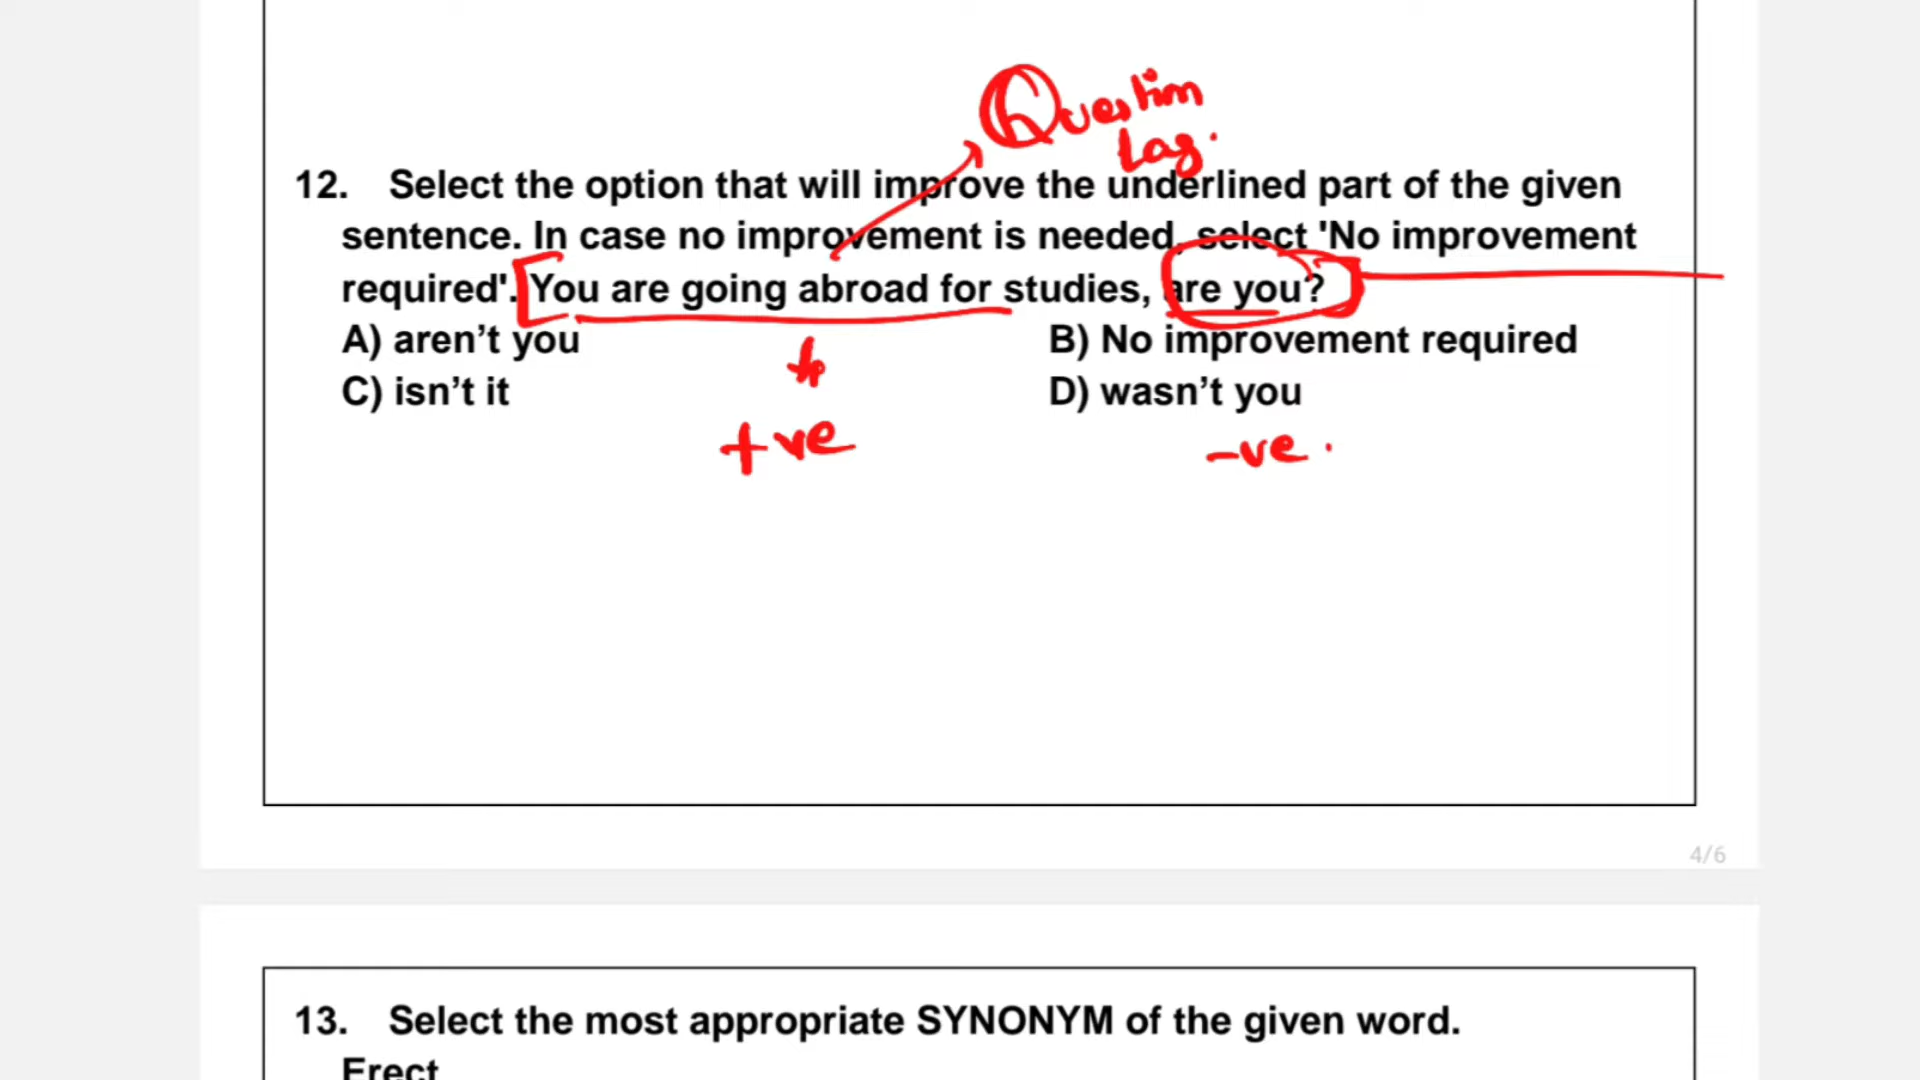 Question
tag.
12. Select the option that will improve the underlined part of the given
sentence. In case no improvement is needed, select 'No improvement
required'. You are going abroad for studies, are you?
A) aren’t you B) No improvement required
C) isn’t it D) wasn’t you
+ve -ve.
4/6
13. Select the most appropriate SYNONYM of the given word.
Erect